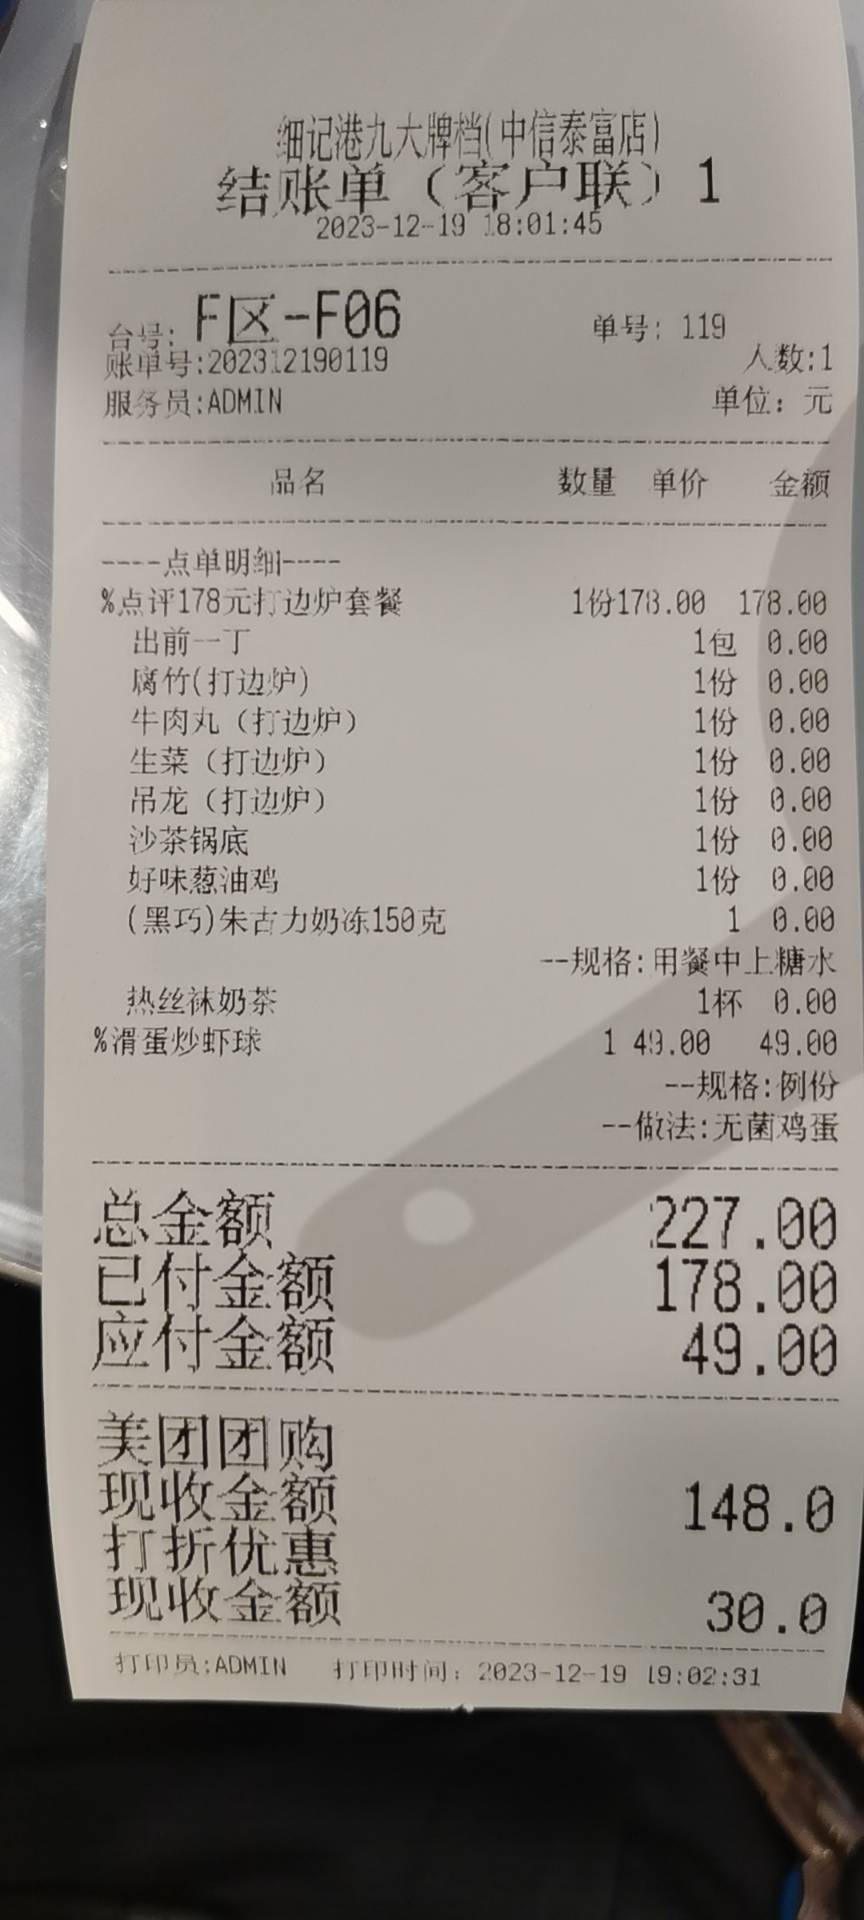 细记港九大牌档(中信泰富店)
结账单（客户联）1
2023-12-19 18:01:45
台号: F区-F06 单号: 119
账单号:202312190119 人数:1
服务员:ADMIN 单位: 元
品名 数量 单价 金额
----点单明细----
%点评178元打边炉套餐 1份178.00 178.00
出前一丁 1包 0.00
腐竹(打边炉) 1份 0.00
牛肉丸（打边炉） 1份 0.00
生菜（打边炉） 1份 0.00
吊龙（打边炉） 1份 0.00
沙茶锅底 1份 0.00
好味葱油鸡 1份 0.00
(黑巧)朱古力奶冻150克 1 0.00
--规格:用餐中上糖水
热丝袜奶茶 1杯 0.00
%滑蛋炒虾球 1 49.00 49.00
--规格:例份
--做法:无菌鸡蛋
总金额 227.00
已付金额 178.00
应付金额 49.00
美团团购
现收金额 148.0
打折优惠
现收金额 30.0
打印员:ADMIN 打印时间: 2023-12-19 19:02:31